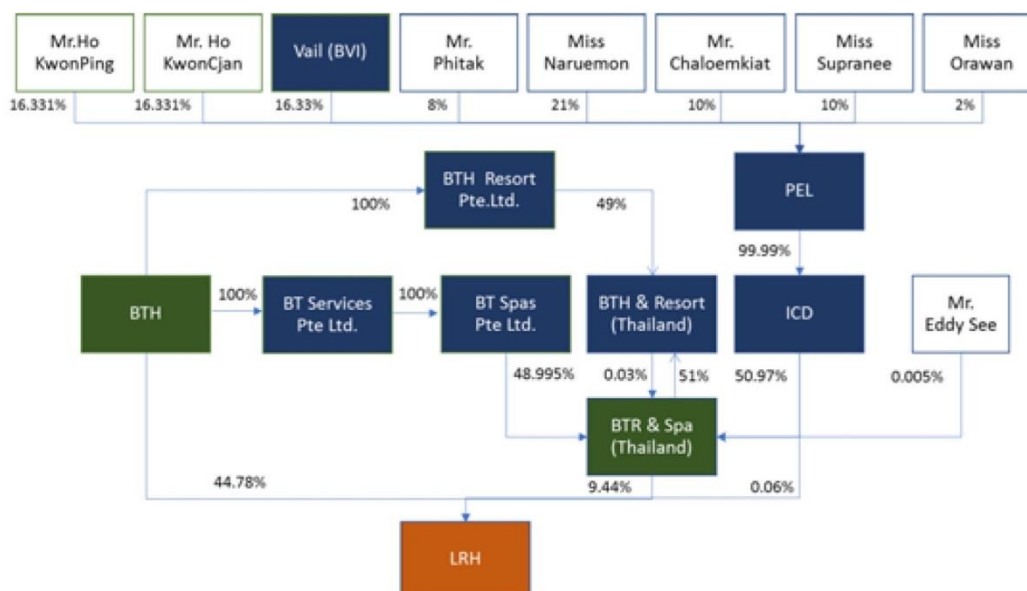 Mr.Ho
KwonPing
Mr. Ho
KwonCjan
Vail (BVI)
Mr.
Phitak
Miss
Naruemon
Mr.
Chaloemkiat
Miss
Supranee
Miss
Orawan
16.331%
16.331%
16.33%
8%
21%
10%
10%
2%
BTH Resort
Pte.Ltd.
PEL
100%
49%
99.99%
BTH
100%
BT Services
Pte Ltd.
100%
BT Spas
Pte Ltd.
BTH & Resort
(Thailand)
ICD
Mr.
Eddy See
48.995%
0.03%
51%
50.97%
0.005%
BTR & Spa
(Thailand)
44.78%
9.44%
0.06%
LRH